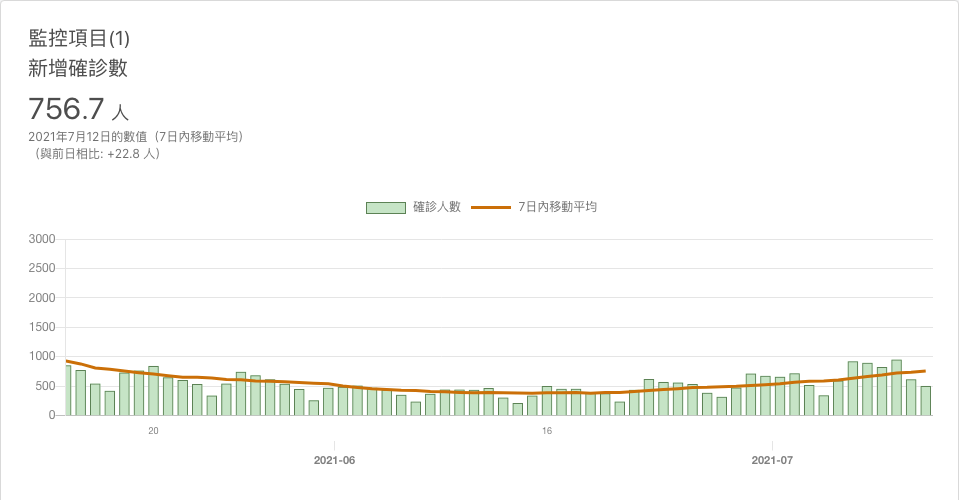 監控項目(1)
新增確診數
756.7 人
2021年7月12日的數值（7日內移動平均）
（與前日相比: +22.8 人）
確診人數 7日內移動平均
3000
2500
2000
1500
1000
500
0
20 16
2021-06 2021-07